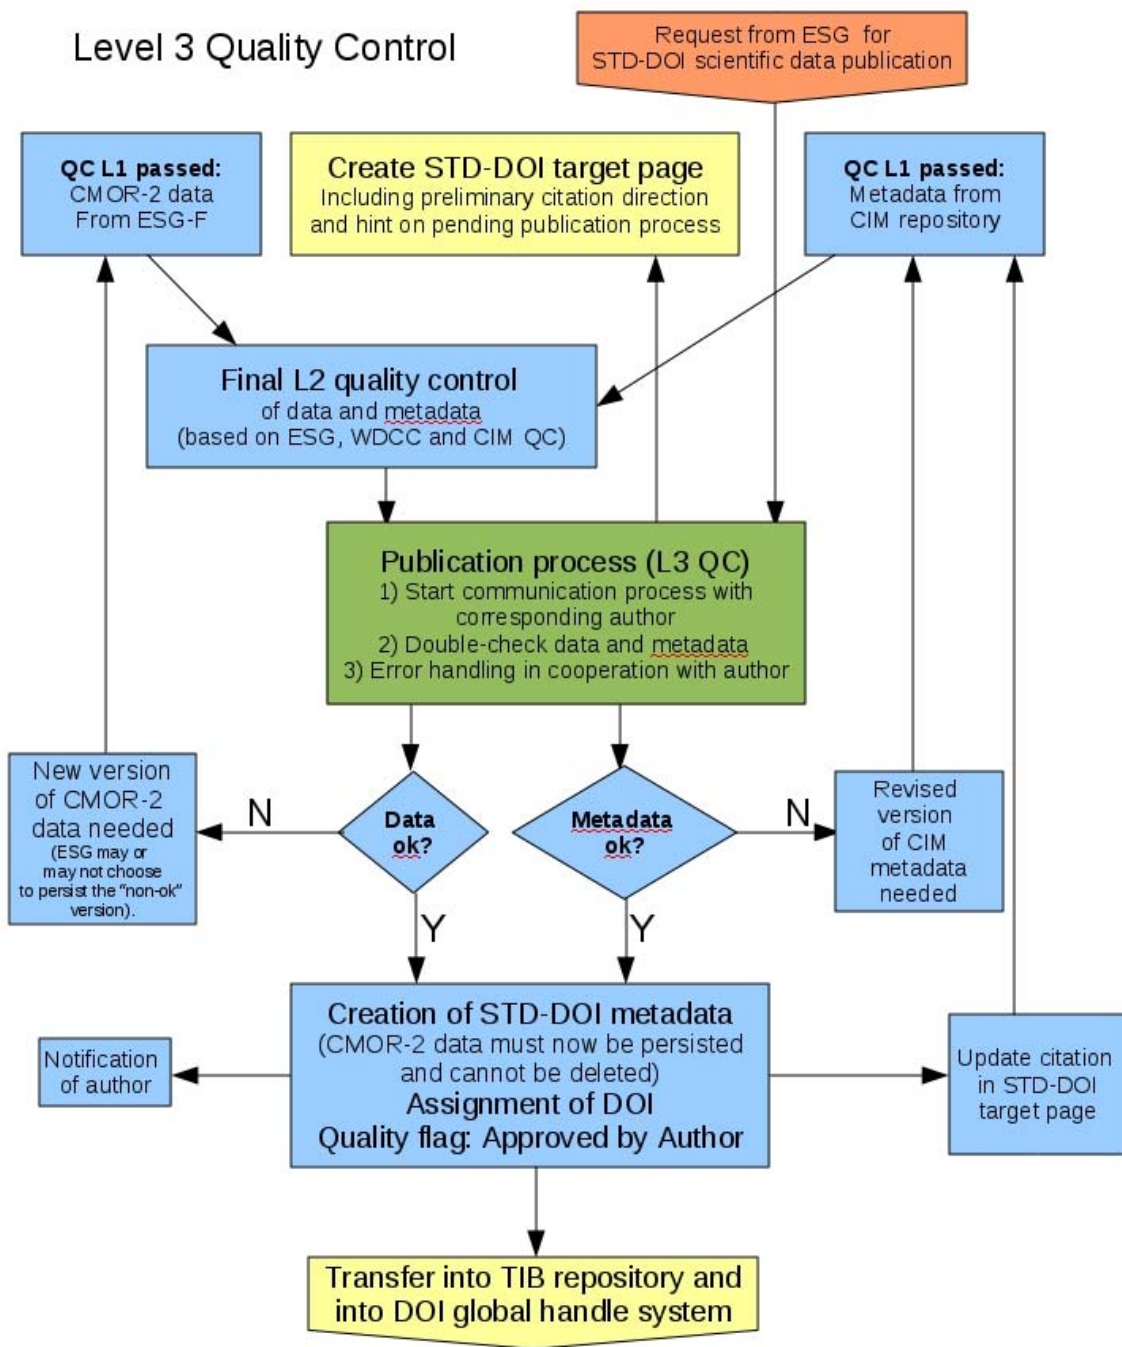 Level 3 Quality Control
Request from ESG for
STD-DOI scientific data publication
QC L1 passed:
CMOR-2 data
From ESG-F
Create STD-DOI target page
Including preliminary citation direction
and hint on pending publication process
QC L1 passed:
Metadata from
CIM repository
Final L2 quality control
of data and metadata
(based on ESG, WDCC and CIM QC)
Publication process (L3 QC)
1) Start communication process with
corresponding author
2) Double-check data and metadata
3) Error handling in cooperation with author
New version
of CMOR-2
data needed
(ESG may or
may not choose
to persist the "non-ok"
version).
N
Data
ok?
Metadata
ok?
N
Revised
version
of CIM
metadata
needed
Y
Y
Creation of STD-DOI metadata
(CMOR-2 data must now be persisted
and cannot be deleted)
Assignment of DOI
Quality flag: Approved by Author
Notification
of author
Update citation
in STD-DOI
target page
Transfer into TIB repository and
into DOI global handle system